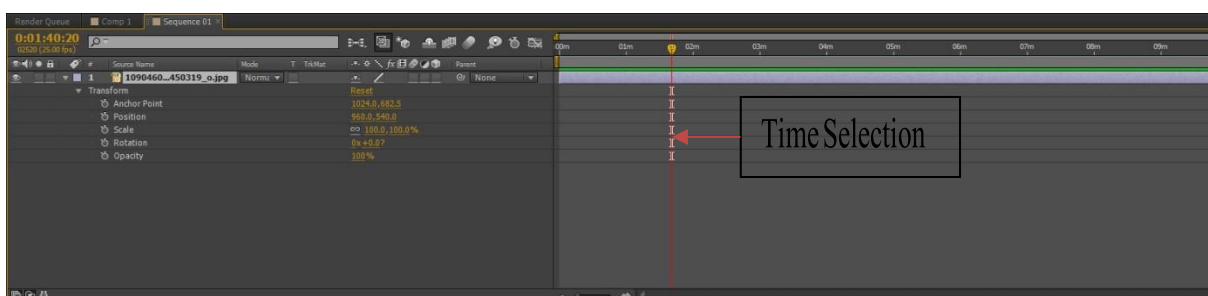 Render Queue Comp 1 Sequence 01 ×
0:01:40:20
02520 (25.00 fps)
00m 01m 02m 03m 04m 05m 06m 07m 08m 09m
# Source Name Mode T TrkMat Parent
1 1090460...450319_o.jpg Norma None
Transform Reset
Anchor Point 1024.0,682.5
Position 960.0,540.0
Scale 100.0,100.0%
Rotation 0x+0.0?
Opacity 100%
Time Selection